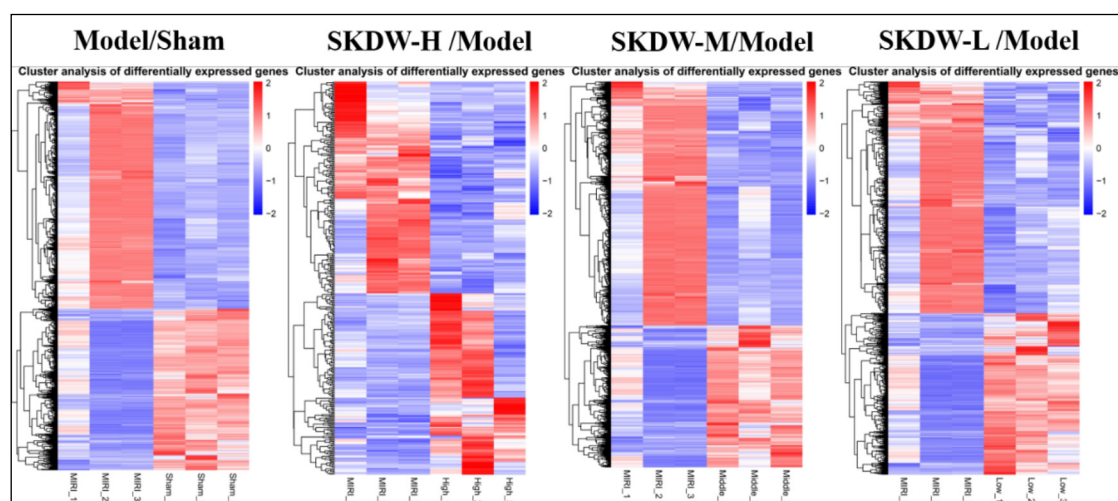 Model/Sham
SKDW-H /Model
SKDW-M/Model
SKDW-L /Model
Cluster analysis of differentially expressed genes
Cluster analysis of differentially expressed genes
Cluster analysis of differentially expressed genes
Cluster analysis of differentially expressed genes
2
1
0
−1
−2
2
1
0
−1
−2
2
1
0
−1
−2
2
1
0
−1
−2
MIRI_1
MIRI_2
MIRI_3
Sham_
Sham_
Sham_
MIRI_
MIRI_
MIRI_
High_
High_
High_
MIRI_1
MIRI_2
MIRI_3
Middle_
Middle_
Middle_
MIRI_
MIRI_
MIRI_
Low_1
Low_2
Low_3